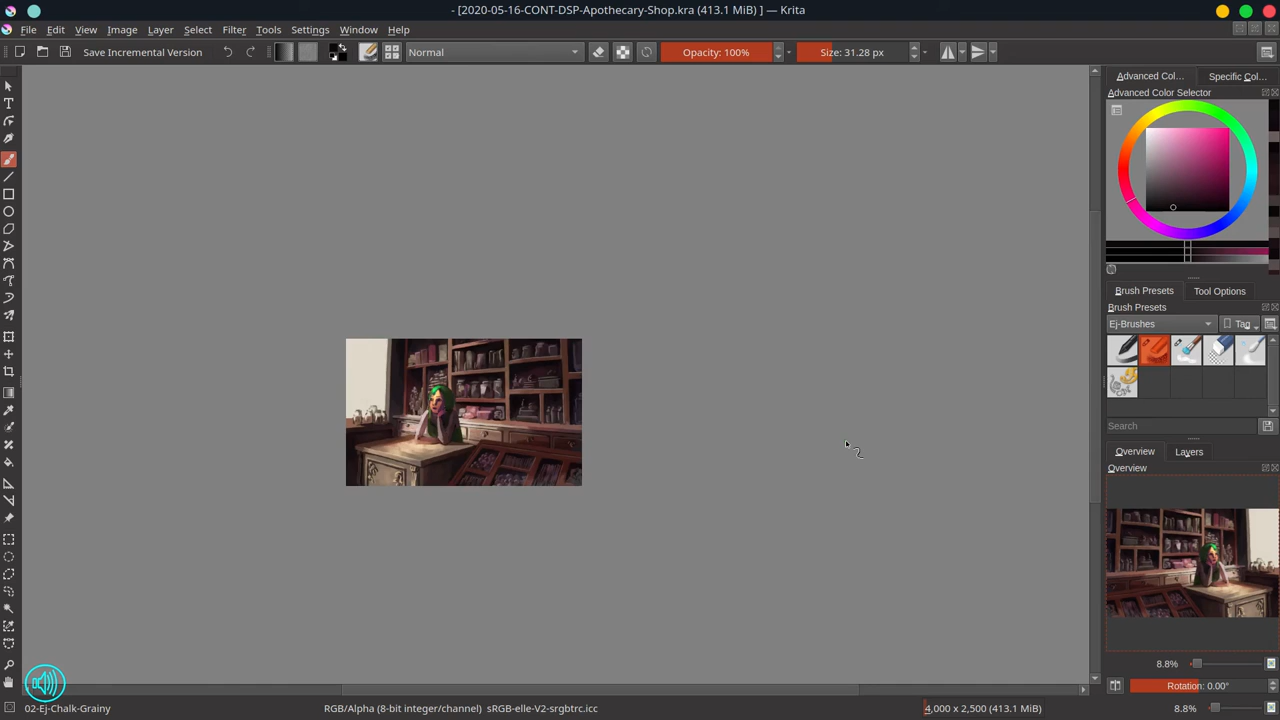 - [2020-05-16-CONT-DSP-Apothecary-Shop.kra (413.1 MiB) ] — Krita
File Edit View Image Layer Select Filter Tools Settings Window Help
Save Incremental Version
Normal
Opacity: 100%
Size: 31.28 px
Advanced Col... Specific Col...
Advanced Color Selector
Brush Presets Tool Options
Brush Presets
Ej-Brushes
Tag
Search
Overview Layers
Overview
8.8%
Rotation: 0.00°
02-Ej-Chalk-Grainy
RGB/Alpha (8-bit integer/channel) sRGB-elle-V2-srgbtrc.icc
4,000 x 2,500 (413.1 MiB)
8.8%